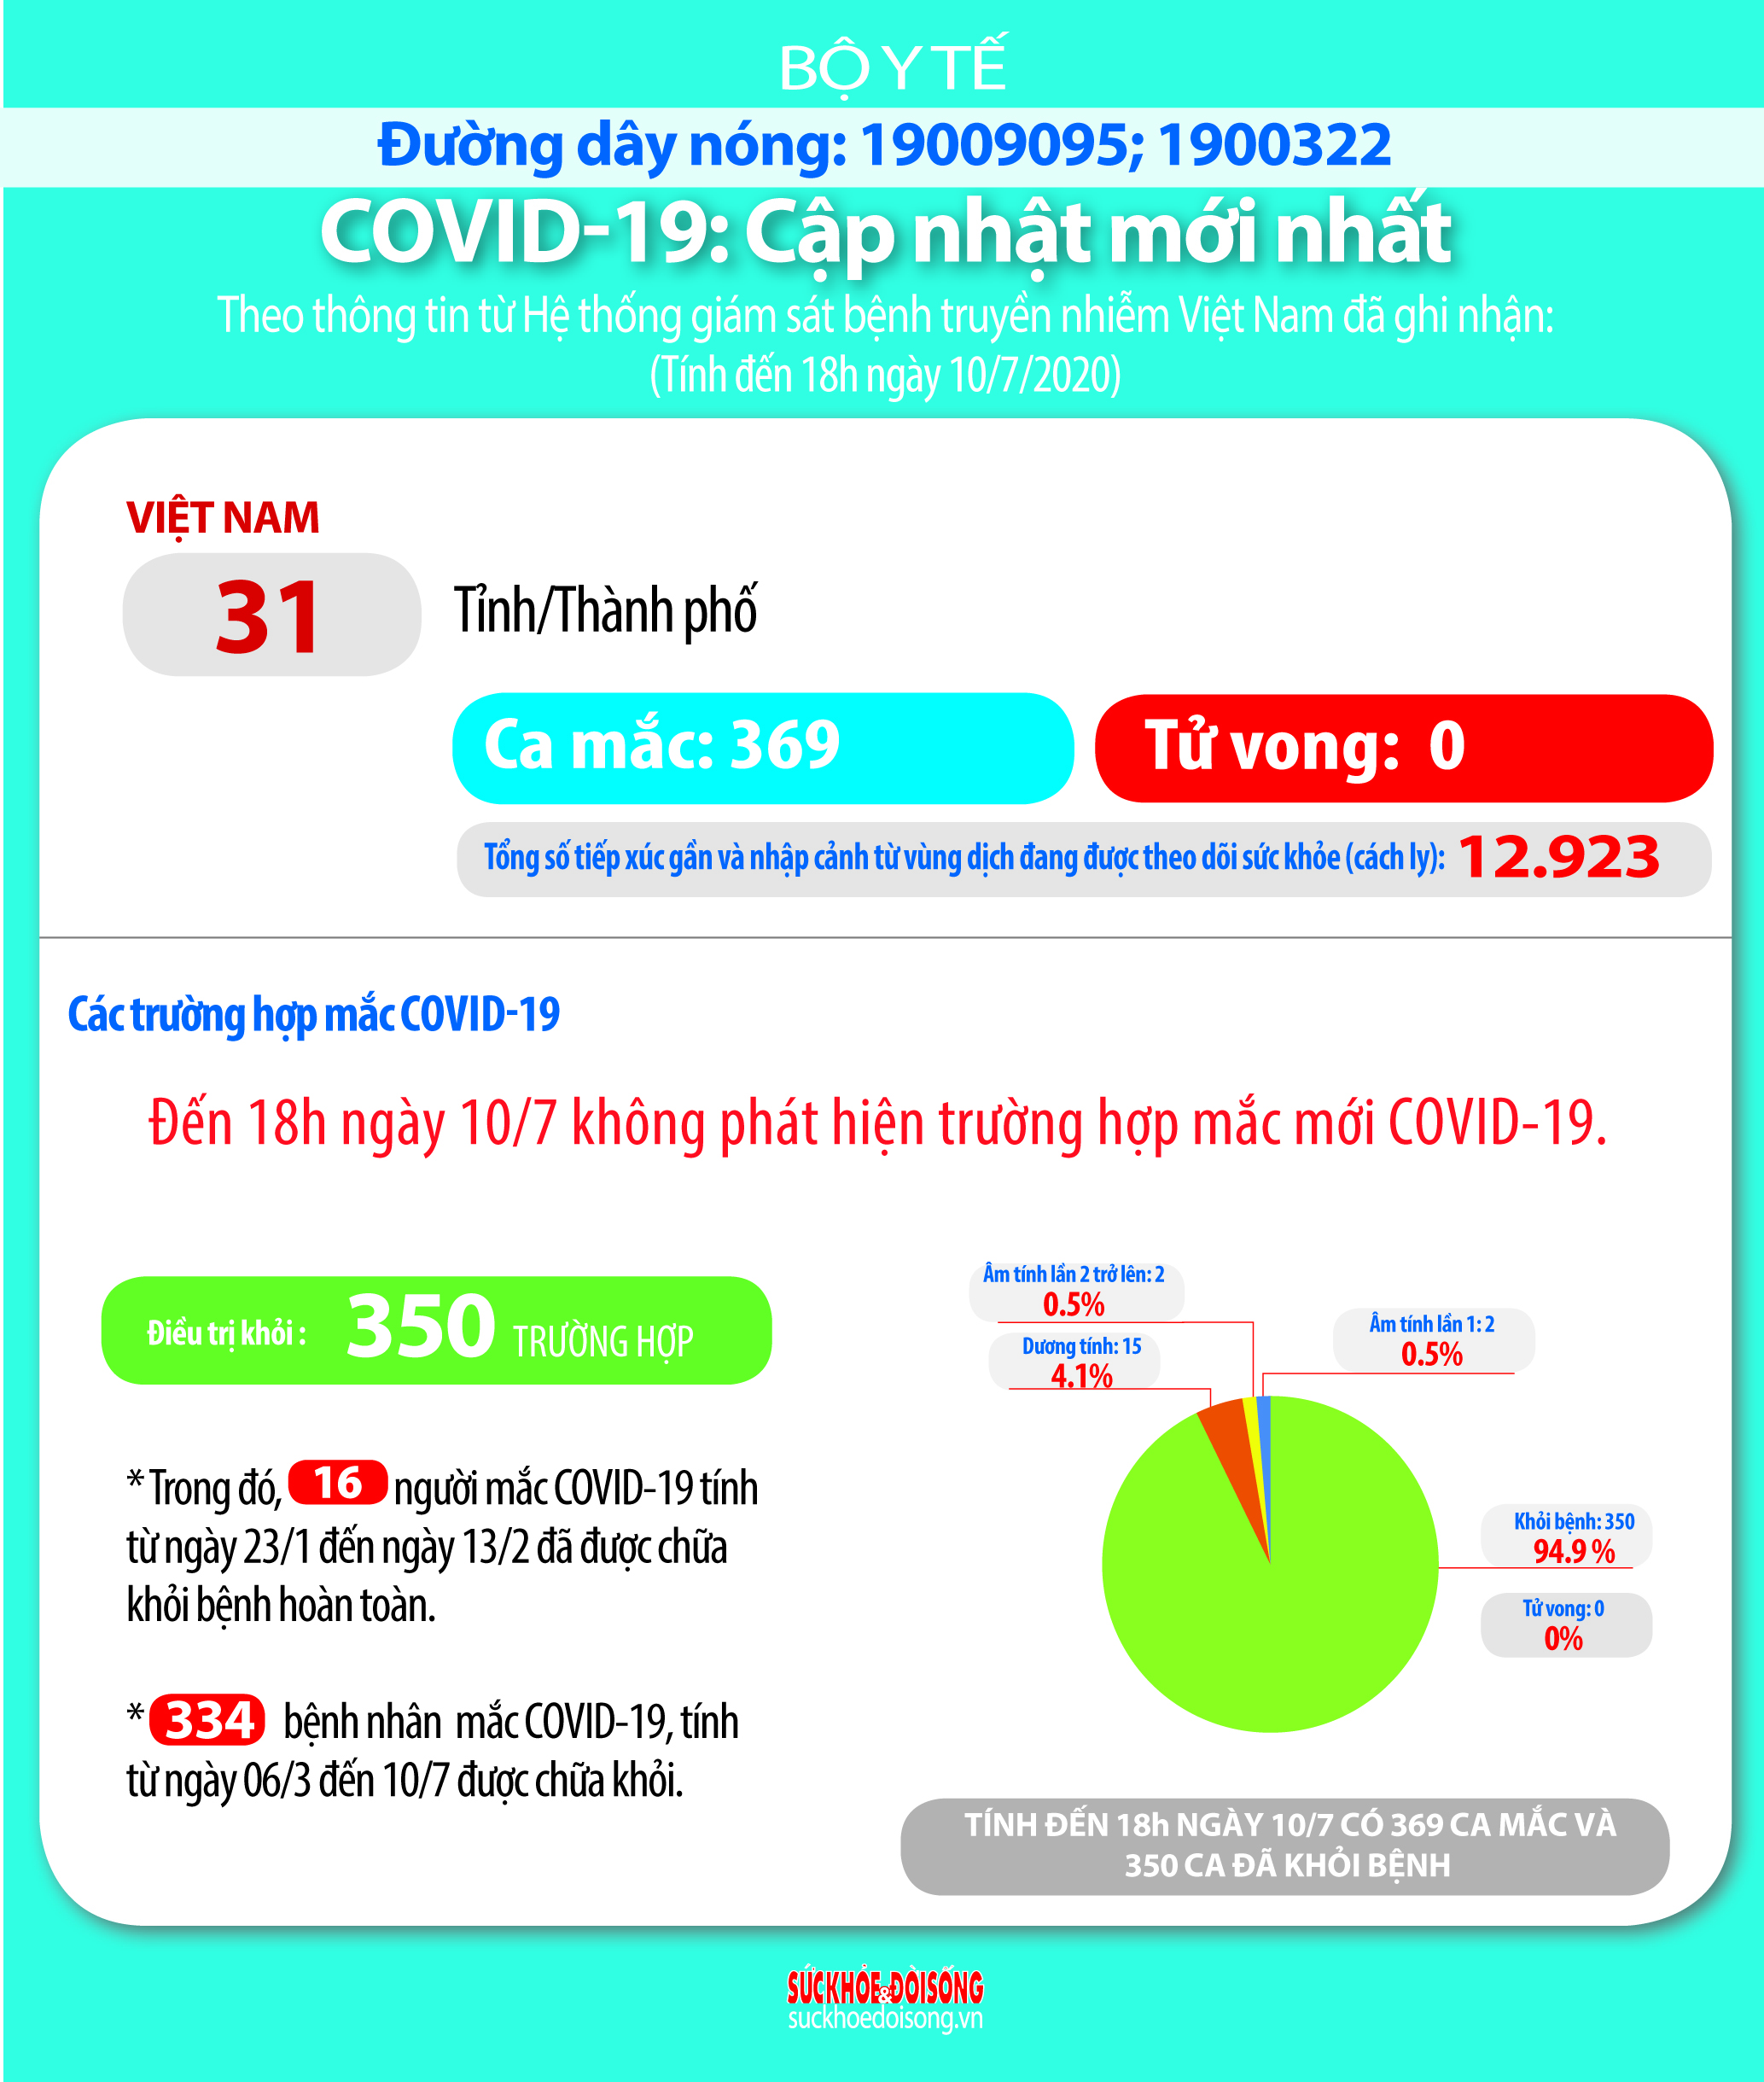 BỘ Y TẾ
Đường dây nóng: 19009095; 1900322
COVID-19: Cập nhật mới nhất
Theo thông tin từ Hệ thống giám sát bệnh truyền nhiễm Việt Nam đã ghi nhận:
(Tính đến 18h ngày 10/7/2020)
VIỆT NAM
31 Tỉnh/Thành phố
Ca mắc: 369
Tử vong: 0
Tổng số tiếp xúc gần và nhập cảnh từ vùng dịch đang được theo dõi sức khỏe (cách ly): 12.923
Các trường hợp mắc COVID-19
Đến 18h ngày 10/7 không phát hiện trường hợp mắc mới COVID-19.
Điều trị khỏi : 350 TRƯỜNG HỢP
* Trong đó, 16 người mắc COVID-19 tính
từ ngày 23/1 đến ngày 13/2 đã được chữa
khỏi bệnh hoàn toàn.
* 334 bệnh nhân mắc COVID-19, tính
từ ngày 06/3 đến 10/7 được chữa khỏi.
Âm tính lần 2 trở lên: 2
0.5%
Dương tính: 15
4.1%
Âm tính lần 1: 2
0.5%
Khỏi bệnh: 350
94.9 %
Tử vong: 0
0%
TÍNH ĐẾN 18h NGÀY 10/7 CÓ 369 CA MẮC VÀ
350 CA ĐÃ KHỎI BỆNH
SỨC KHỎE & ĐỜI SỐNG
suckhoedoisong.vn